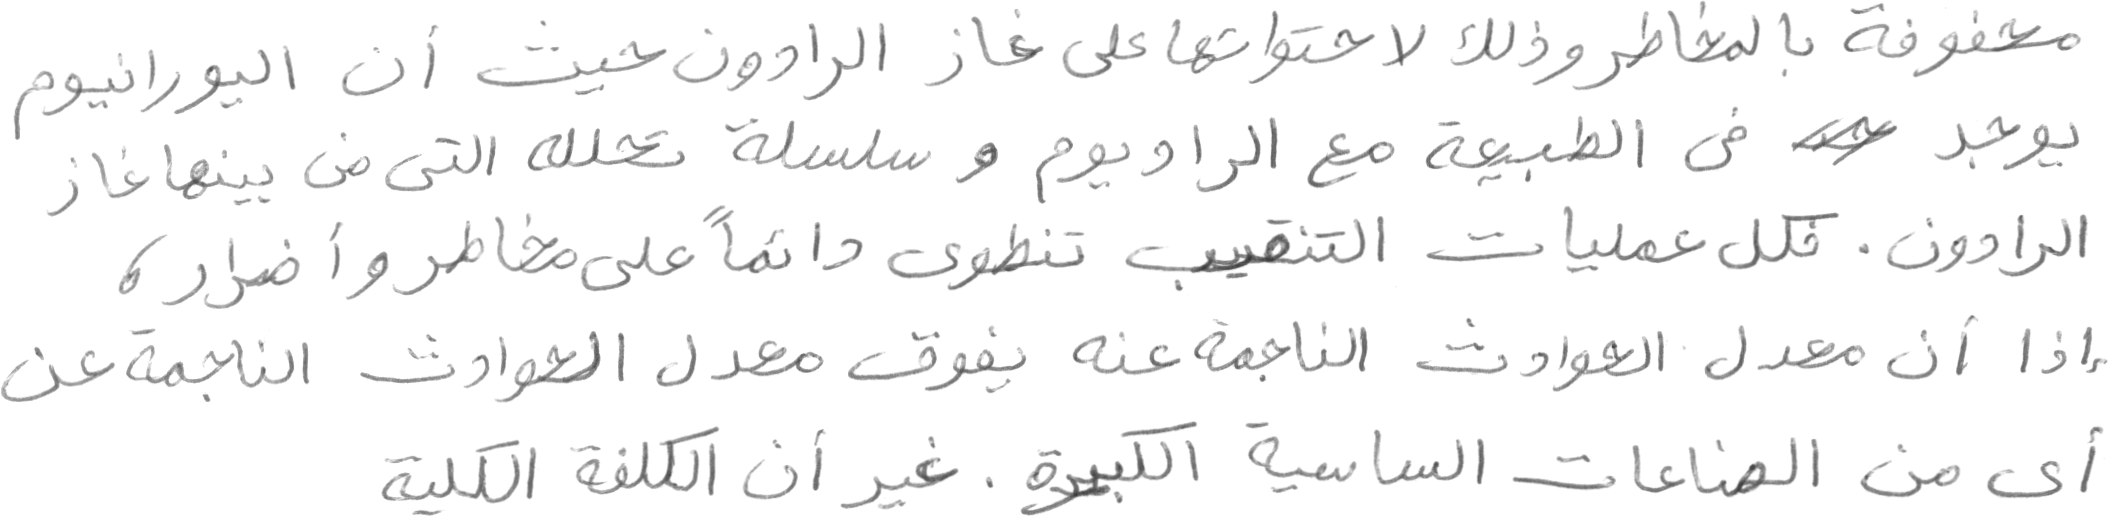 محفوفة بالمخاطر وذلك لاحتوائها على غاز الرادون حيث أن اليورانيوم
يوجد فى الطبيعة مع الراديوم و سلسلة تحلله التى من بينها غاز
الرادون. فكل عمليات التنقيب تنطوى دائماً على مخاطر وأضرار،
إذا أن معدل الحوادث الناجمة عنه يفوق معدل الحوادث الناجمة عن
أى من الصناعات الساسية الكبيرة. غير أن الكلفة الكلية